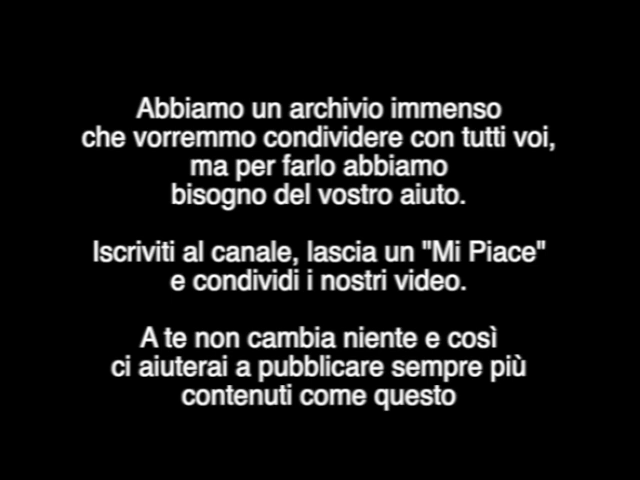 Abbiamo un archivio immenso
che vorremmo condividere con tutti voi,
ma per farlo abbiamo
bisogno del vostro aiuto.
Iscriviti al canale, lascia un "Mi Piace"
e condividi i nostri video.
A te non cambia niente e così
ci aiuterai a pubblicare sempre più
contenuti come questo